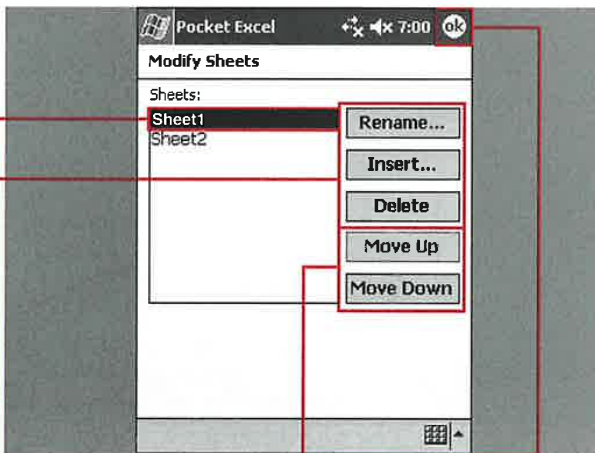 Pocket Excel 7:00 ok
Modify Sheets
Sheets:
Sheet1
Sheet2
Rename...
Insert...
Delete
Move Up
Move Down